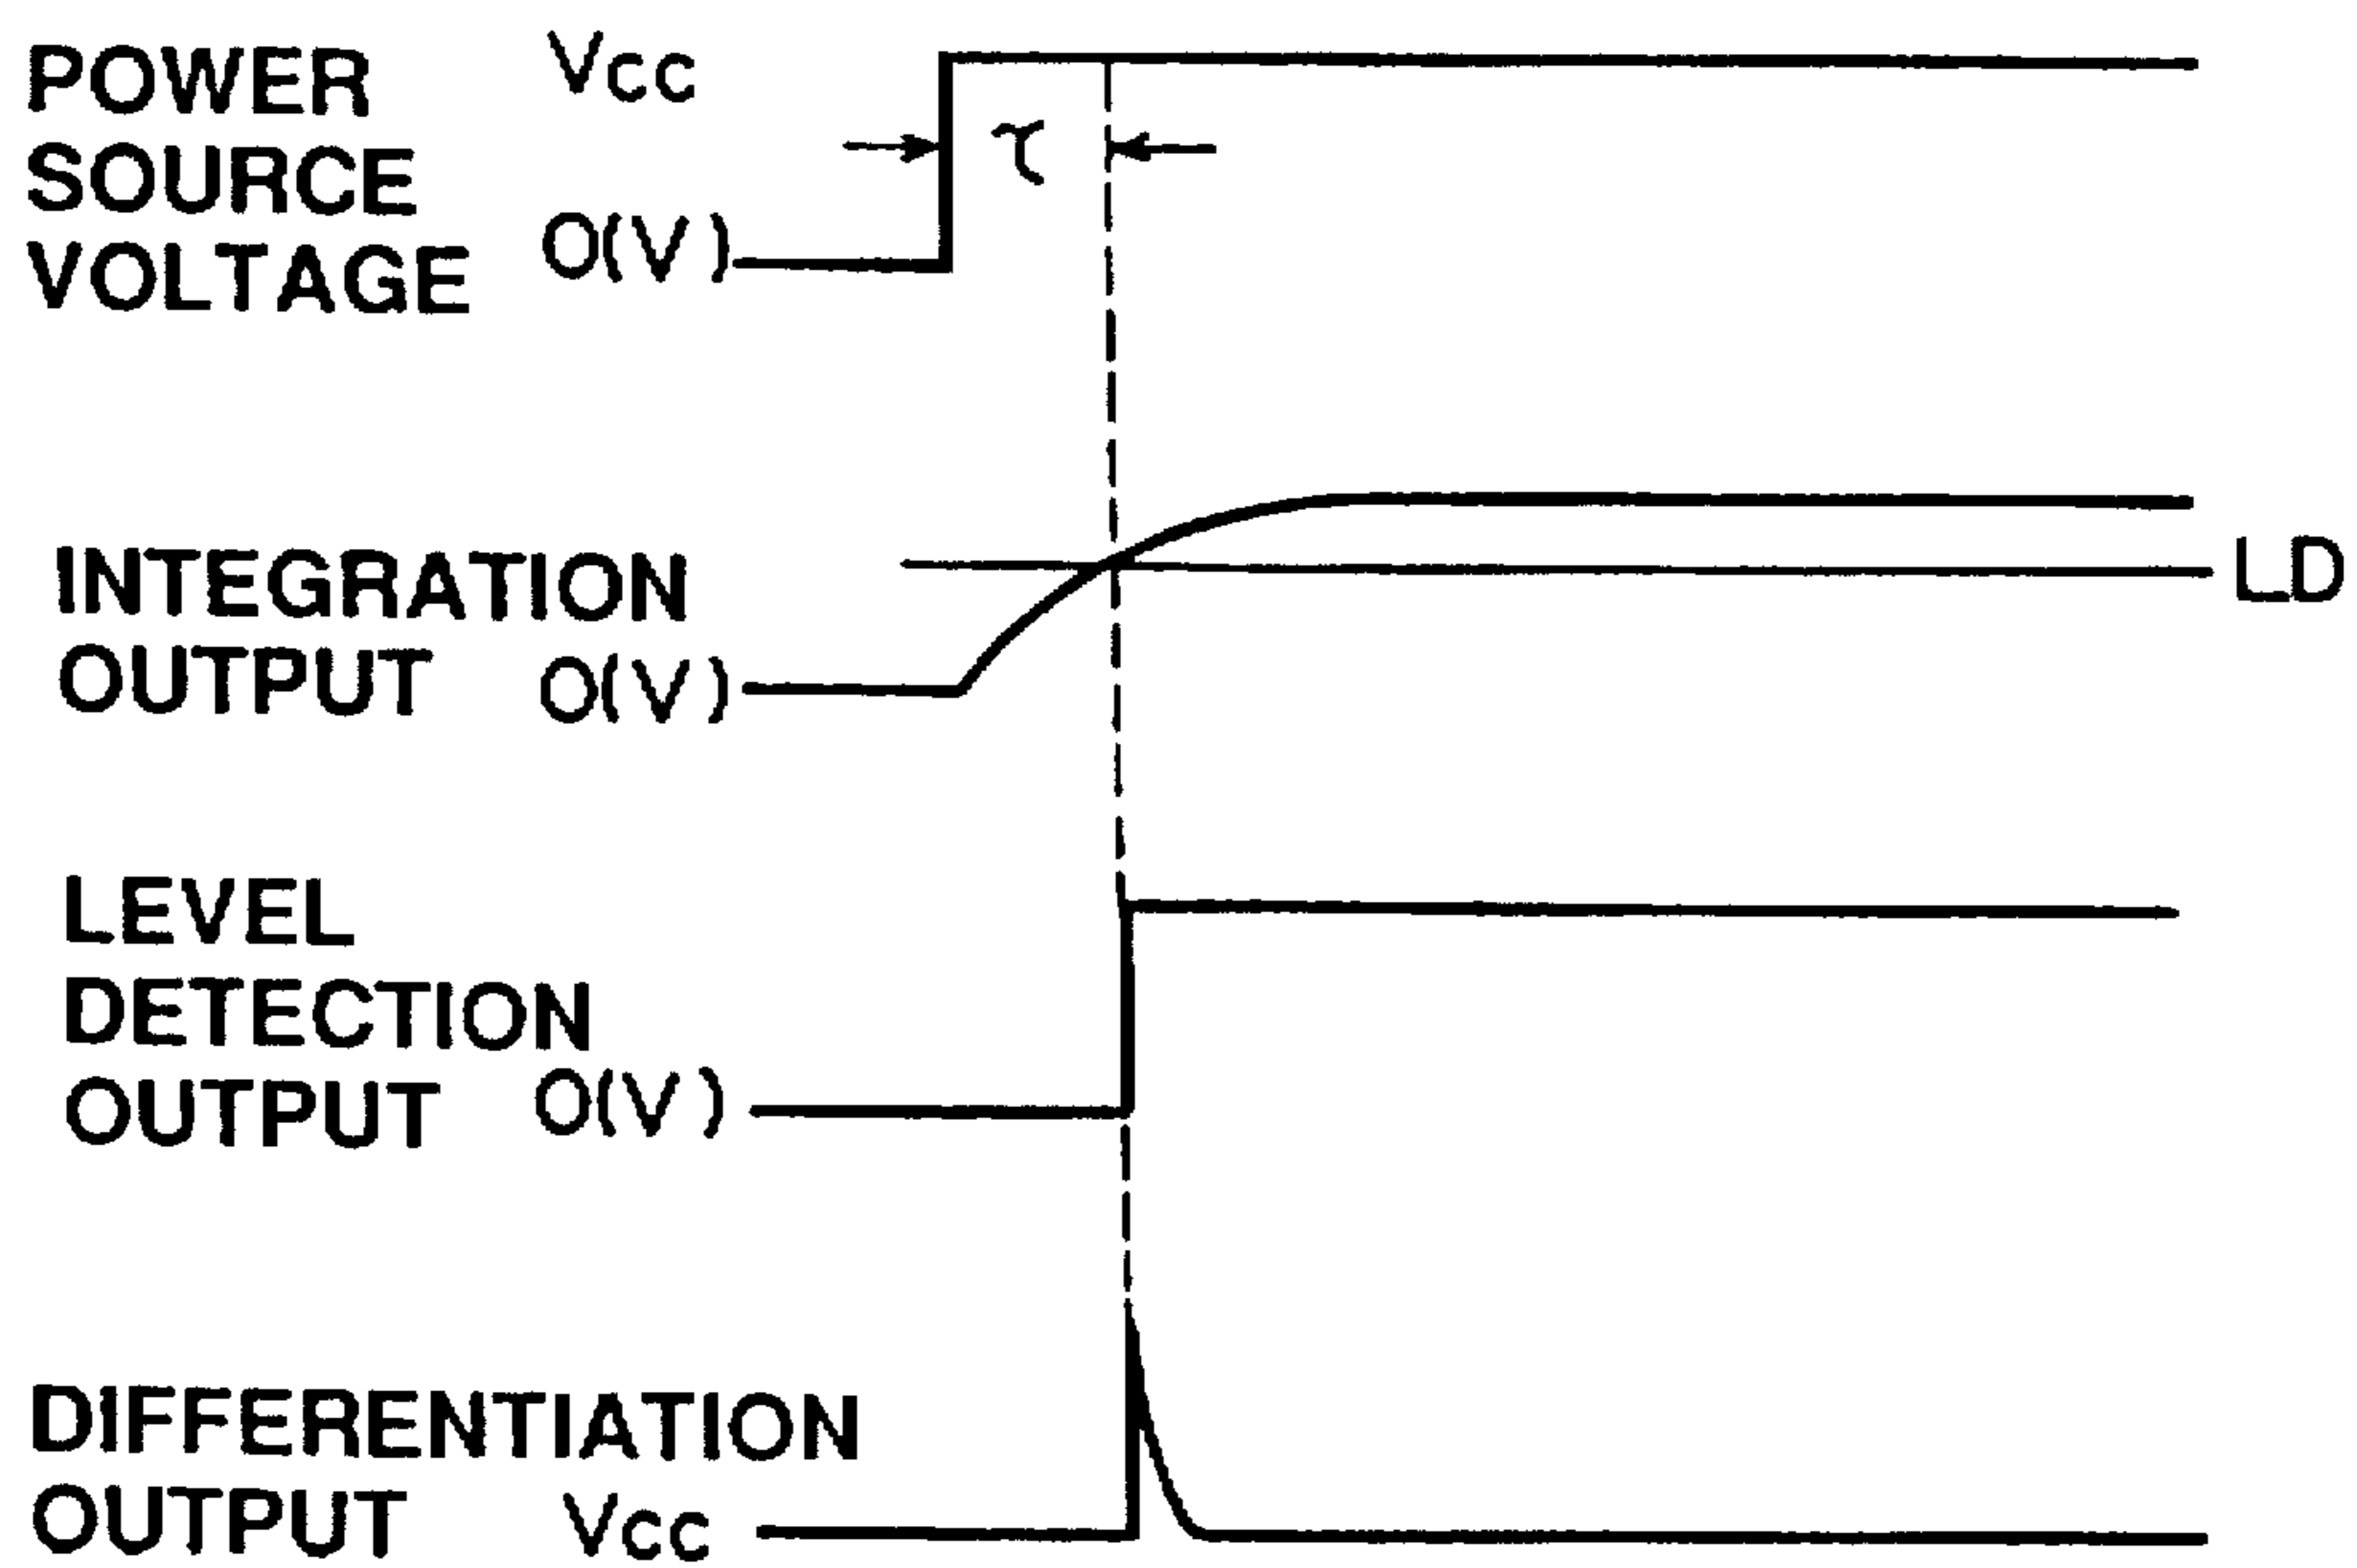 POWER
SOURCE
VOLTAGE
Vcc
τ
O(V)
INTEGRATION
OUTPUT O(V)
LD
LEVEL
DETECTION
OUTPUT O(V)
DIFFERENTIATION
OUTPUT Vcc